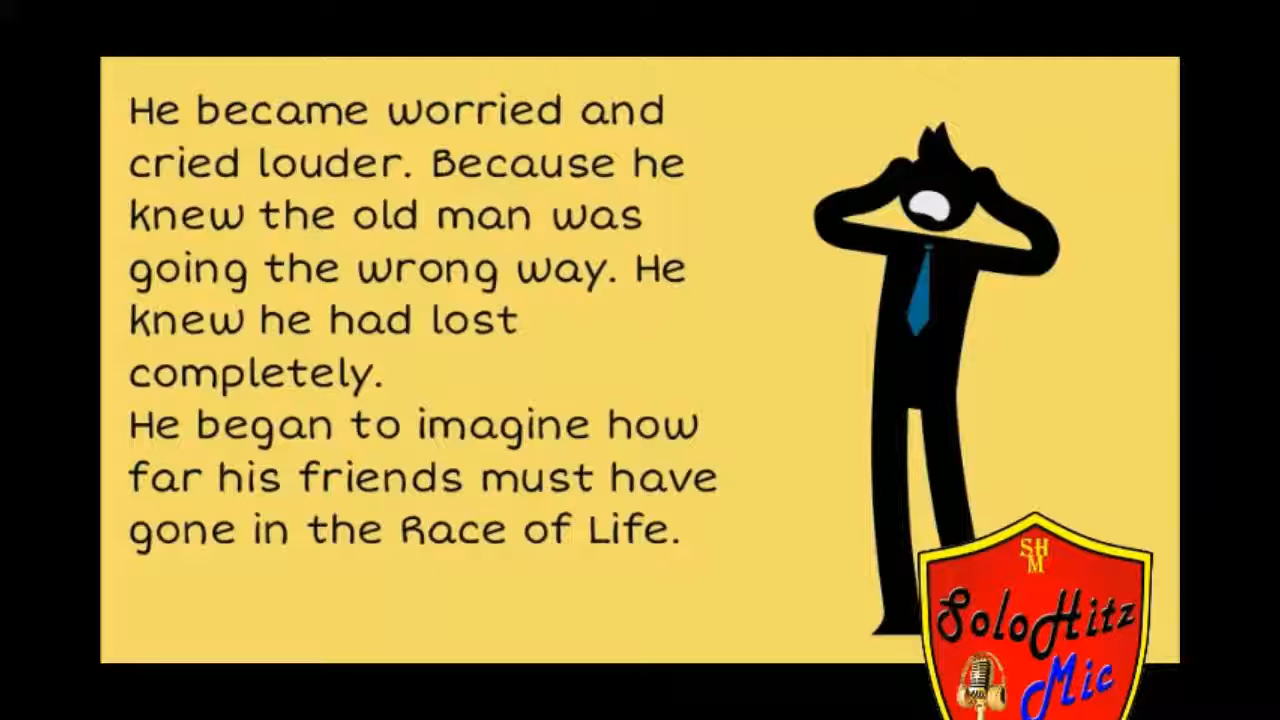 He became worried and
cried louder. Because he
knew the old man was
going the wrong way. He
knew he had lost
completely.
He began to imagine how
far his friends must have
gone in the Race of Life.
SHM
SoloHitz
Mic